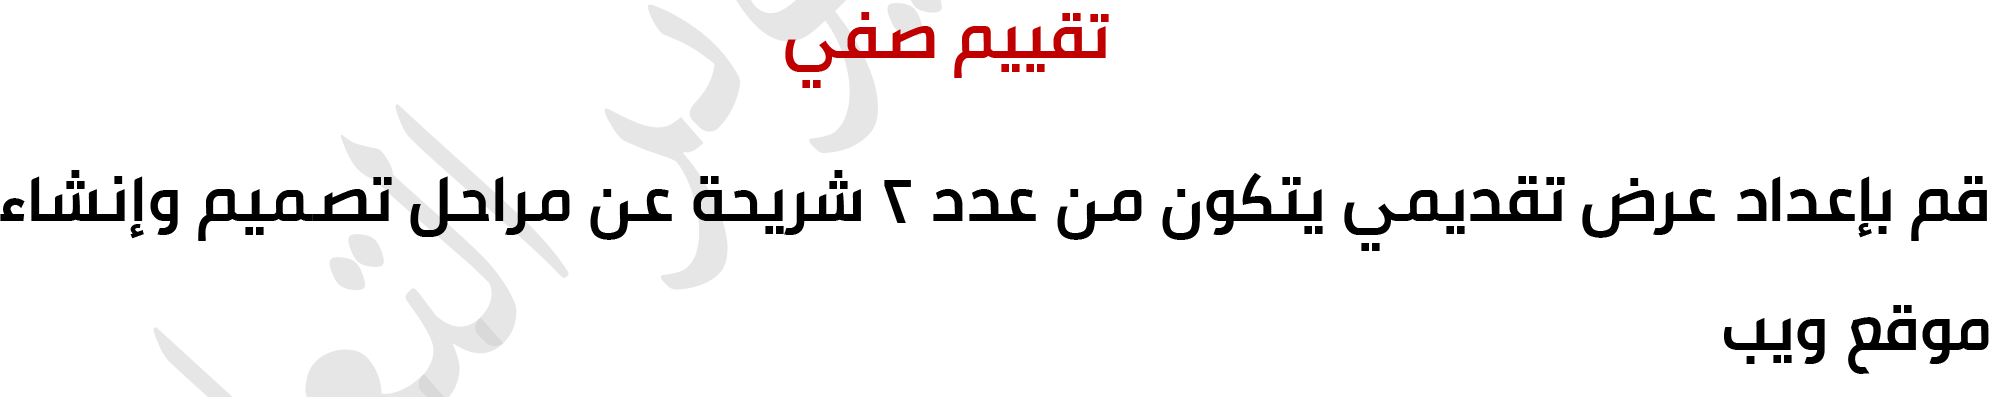 تقييم صفي
قم بإعداد عرض تقديمي يتكون من عدد ٢ شريحة عن مراحل تصميم وإنشاء
موقع ويب